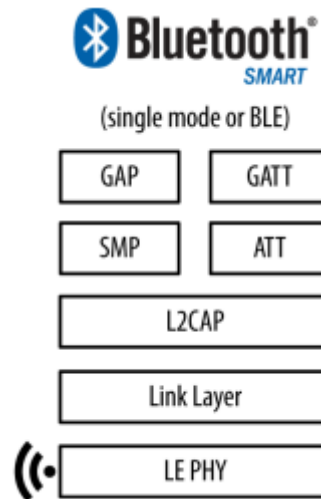 Bluetooth®
SMART
(single mode or BLE)
GAP GATT
SMP ATT
L2CAP
Link Layer
LE PHY